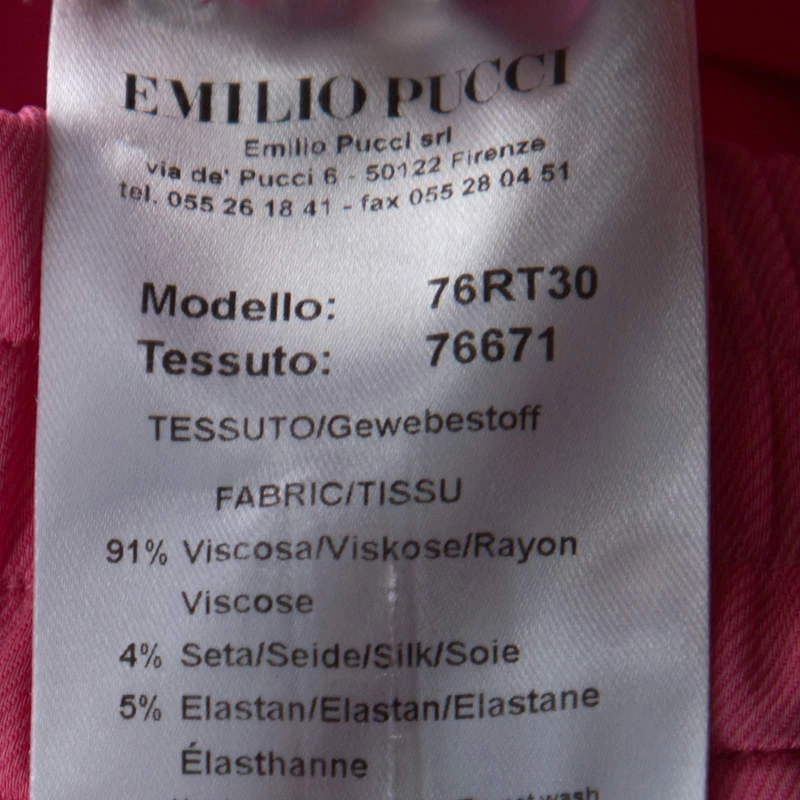 EMILIO PUCCI
Emilio Pucci srl
via de' Pucci 6 - 50122 Firenze
tel. 055 26 18 41 - fax 055 28 04 51
Modello: 76RT30
Tessuto: 76671
TESSUTO/Gewebestoff
FABRIC/TISSU
91% Viscosa/Viskose/Rayon
Viscose
4% Seta/Seide/Silk/Soie
5% Elastan/Elastan/Elastane
Élasthanne
wash